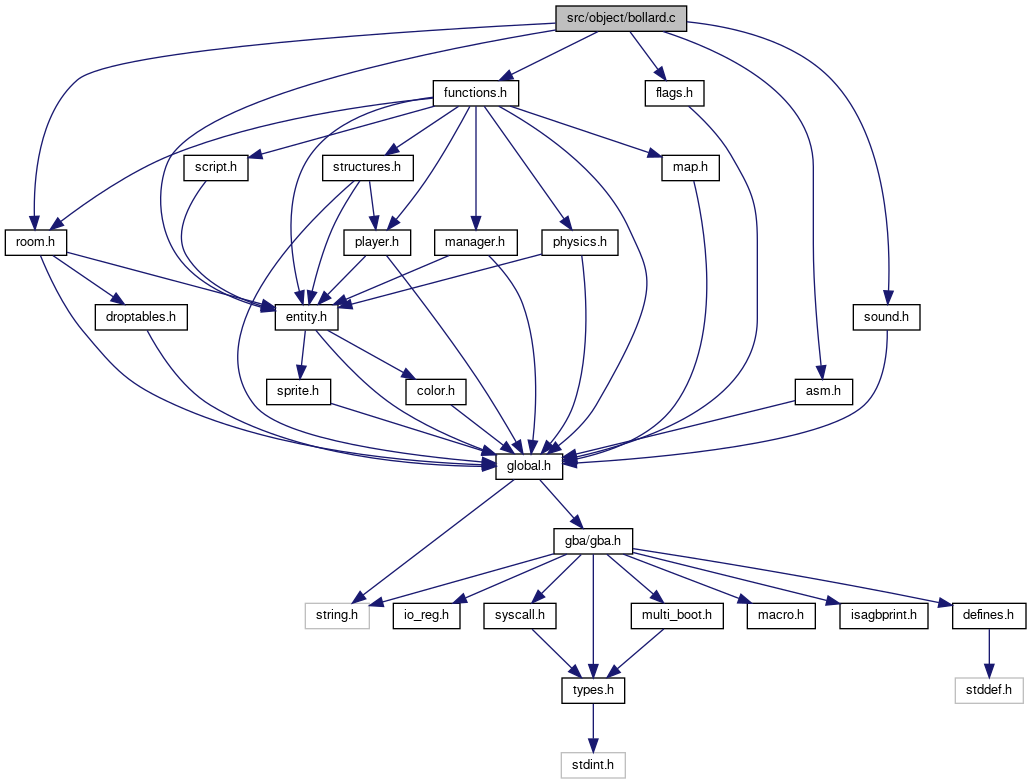 src/object/bollard.c
functions.h
flags.h
script.h
structures.h
map.h
room.h
player.h
manager.h
physics.h
droptables.h
entity.h
sound.h
sprite.h
color.h
asm.h
global.h
gba/gba.h
string.h
io_reg.h
syscall.h
multi_boot.h
macro.h
isagbprint.h
defines.h
types.h
stddef.h
stdint.h